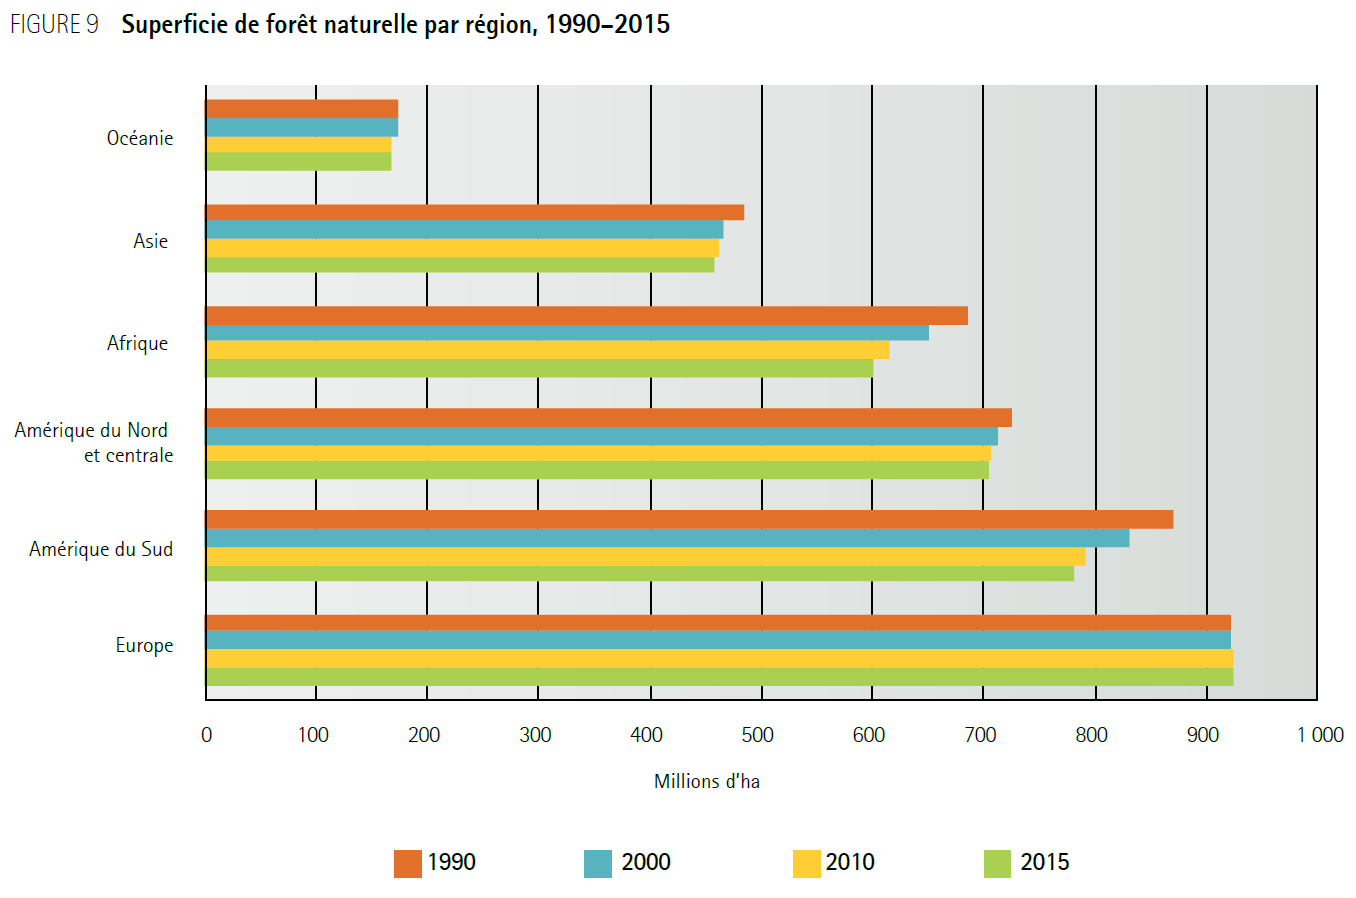 FIGURE 9 Superficie de forêt naturelle par région, 1990–2015
Océanie
Asie
Afrique
Amérique du Nord
et centrale
Amérique du Sud
Europe
0 100 200 300 400 500 600 700 800 900 1 000
Millions d’ha
1990 2000 2010 2015